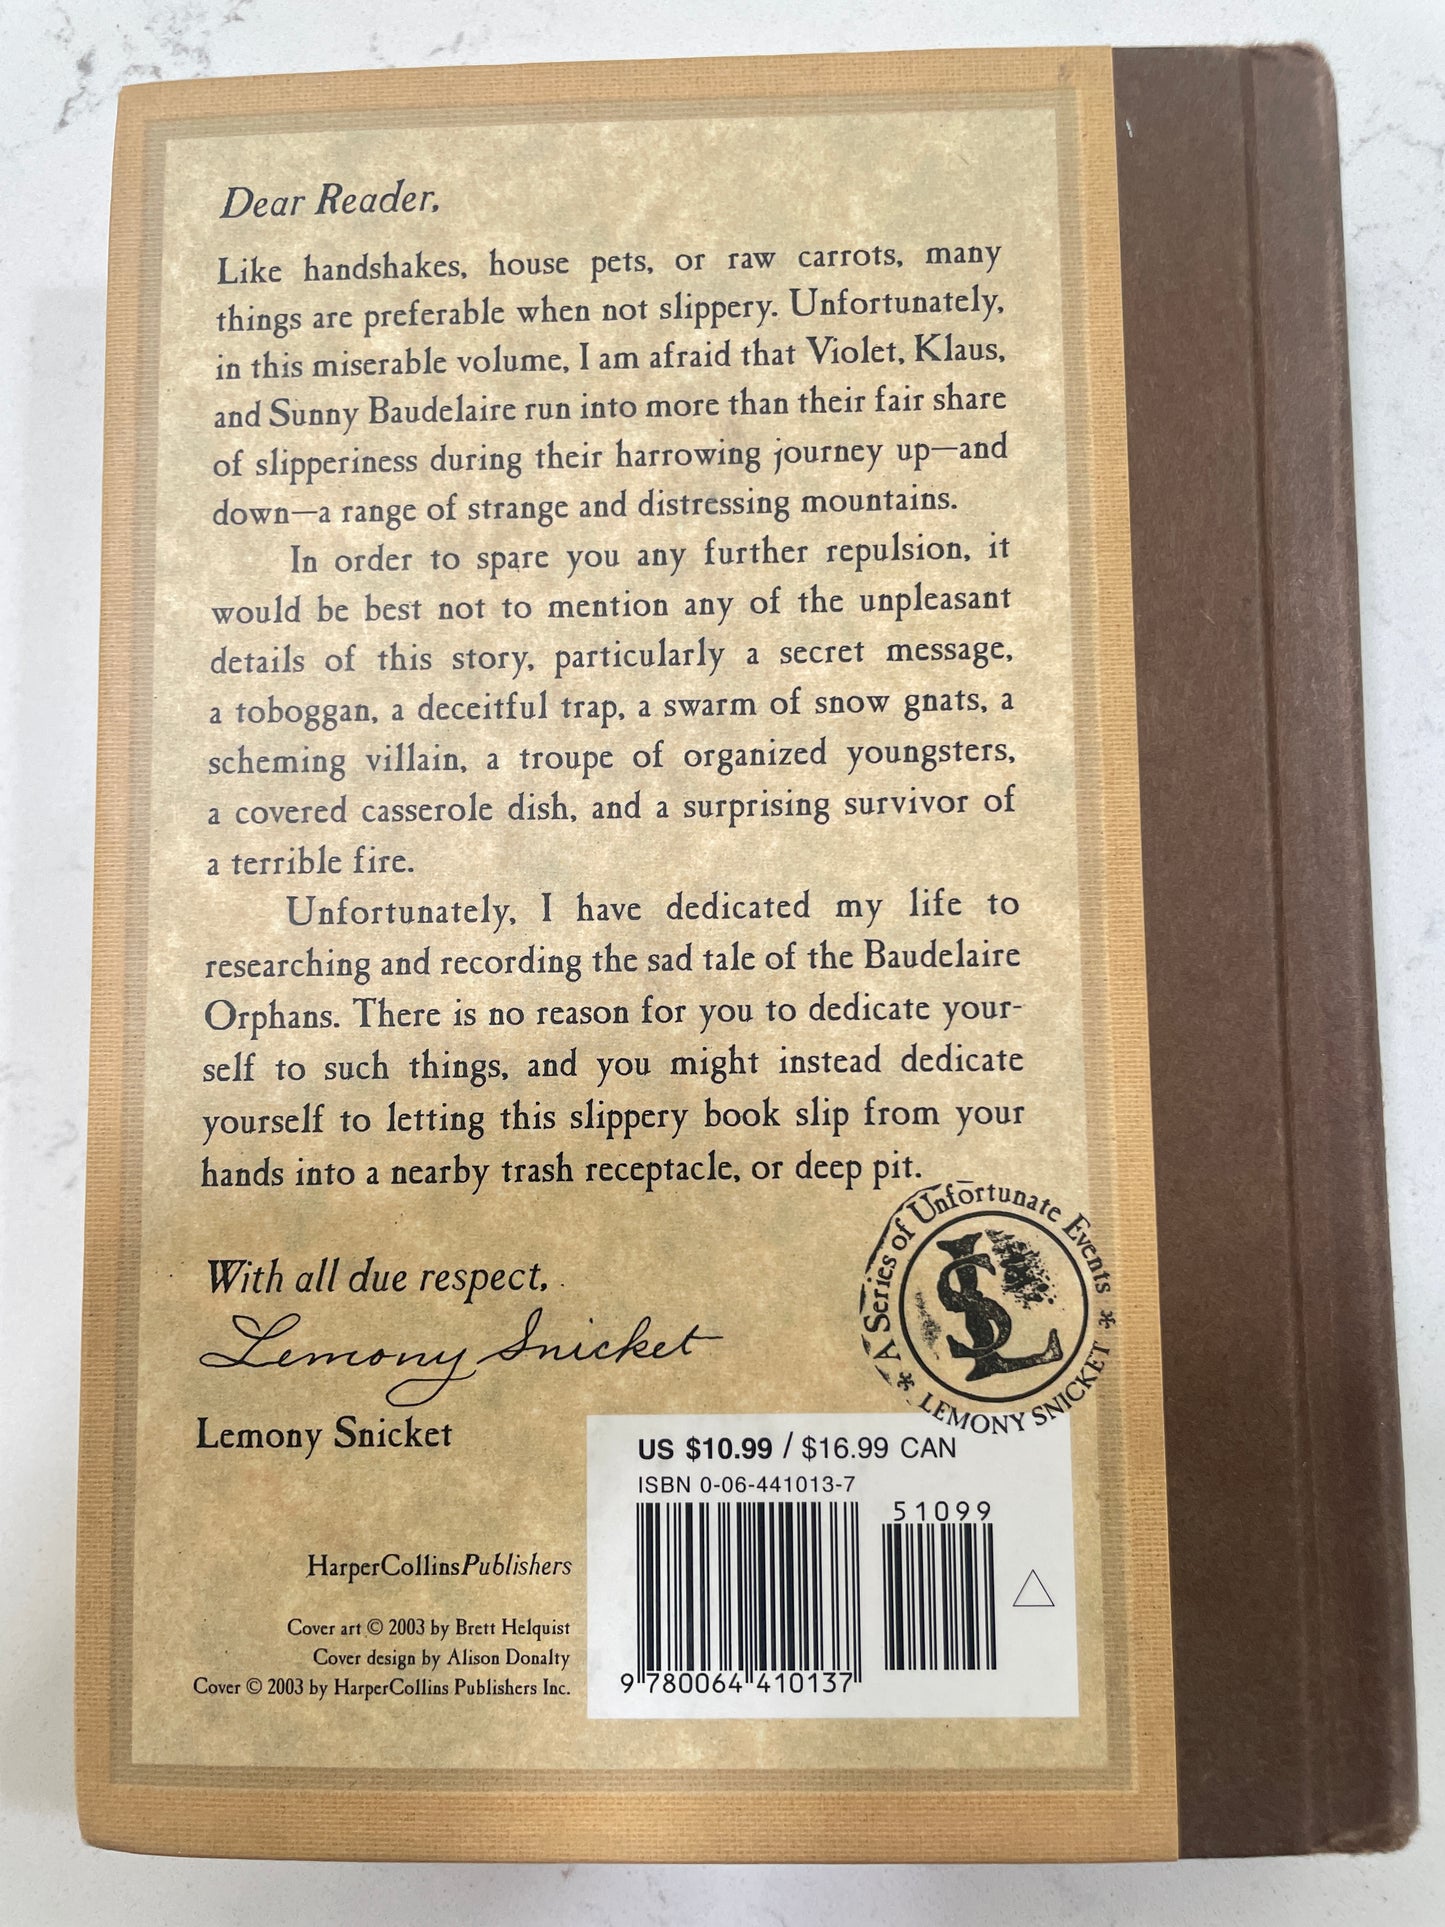 Dear Reader,
Like handshakes, house pets, or raw carrots, many
things are preferable when not slippery. Unfortunately,
in this miserable volume, I am afraid that Violet, Klaus,
and Sunny Baudelaire run into more than their fair share
of slipperiness during their harrowing journey up—and
down—a range of strange and distressing mountains.
In order to spare you any further repulsion, it
would be best not to mention any of the unpleasant
details of this story, particularly a secret message,
a toboggan, a deceitful trap, a swarm of snow gnats, a
scheming villain, a troupe of organized youngsters,
a covered casserole dish, and a surprising survivor of
a terrible fire.
Unfortunately, I have dedicated my life to
researching and recording the sad tale of the Baudelaire
Orphans. There is no reason for you to dedicate your-
self to such things, and you might instead dedicate
yourself to letting this slippery book slip from your
hands into a nearby trash receptacle, or deep pit.
With all due respect,
Lemony Snicket
Lemony Snicket
A Series of Unfortunate Events
LS
LEMONY SNICKET
US $10.99 / $16.99 CAN
ISBN 0-06-441013-7
51099
9 780064 410137
HarperCollinsPublishers
Cover art © 2003 by Brett Helquist
Cover design by Alison Donalty
Cover © 2003 by HarperCollins Publishers Inc.